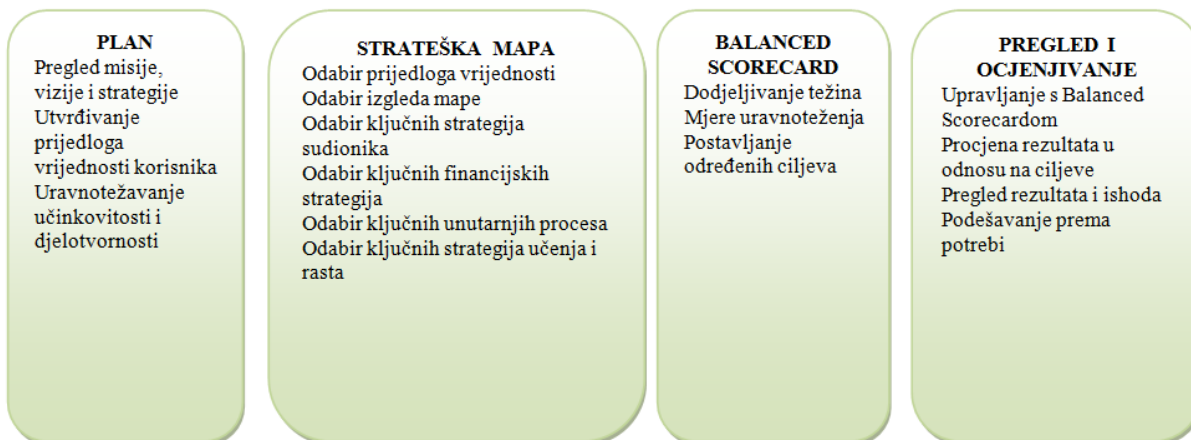 PLAN
Pregled misije,
vizije i strategije
Utvrđivanje
prijedloga
vrijednosti korisnika
Uravnotežavanje
učinkovitosti i
djelotvornosti
STRATEŠKA MAPA
Odabir prijedloga vrijednosti
Odabir izgleda mape
Odabir ključnih strategija
sudionika
Odabir ključnih financijskih
strategija
Odabir ključnih unutarnjih procesa
Odabir ključnih strategija učenja i
rasta
BALANCED
SCORECARD
Dodjeljivanje težina
Mjere uravnoteženja
Postavljanje
određenih ciljeva
PREGLED I
OCJENJIVANJE
Upravljanje s Balanced
Scorecardom
Procjena rezultata u
odnosu na ciljeve
Pregled rezultata i ishoda
Podešavanje prema
potrebi